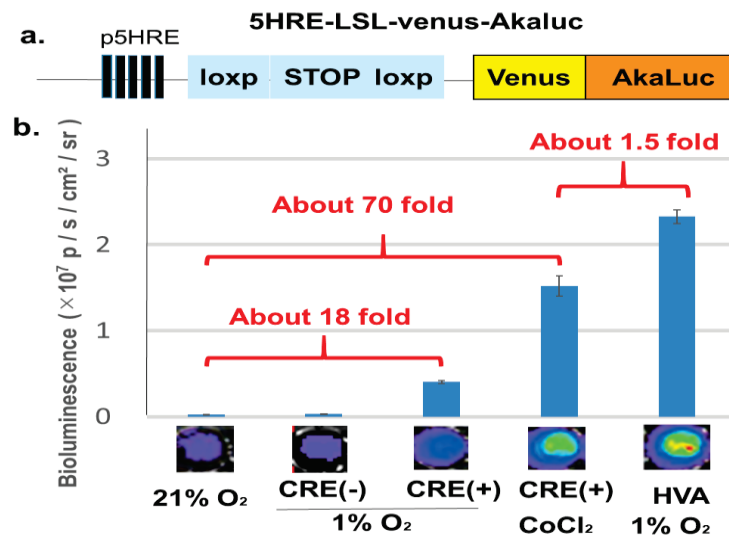 5HRE-LSL-venus-Akaluc
a.
p5HRE
loxp STOP loxp Venus AkaLuc
b.
Bioluminescence (×10⁷ p / s / cm² / sr)
3
2
1
0
About 1.5 fold
About 70 fold
About 18 fold
21% O₂
CRE(-) CRE(+)
1% O₂
CRE(+)
CoCl₂
HVA
1% O₂